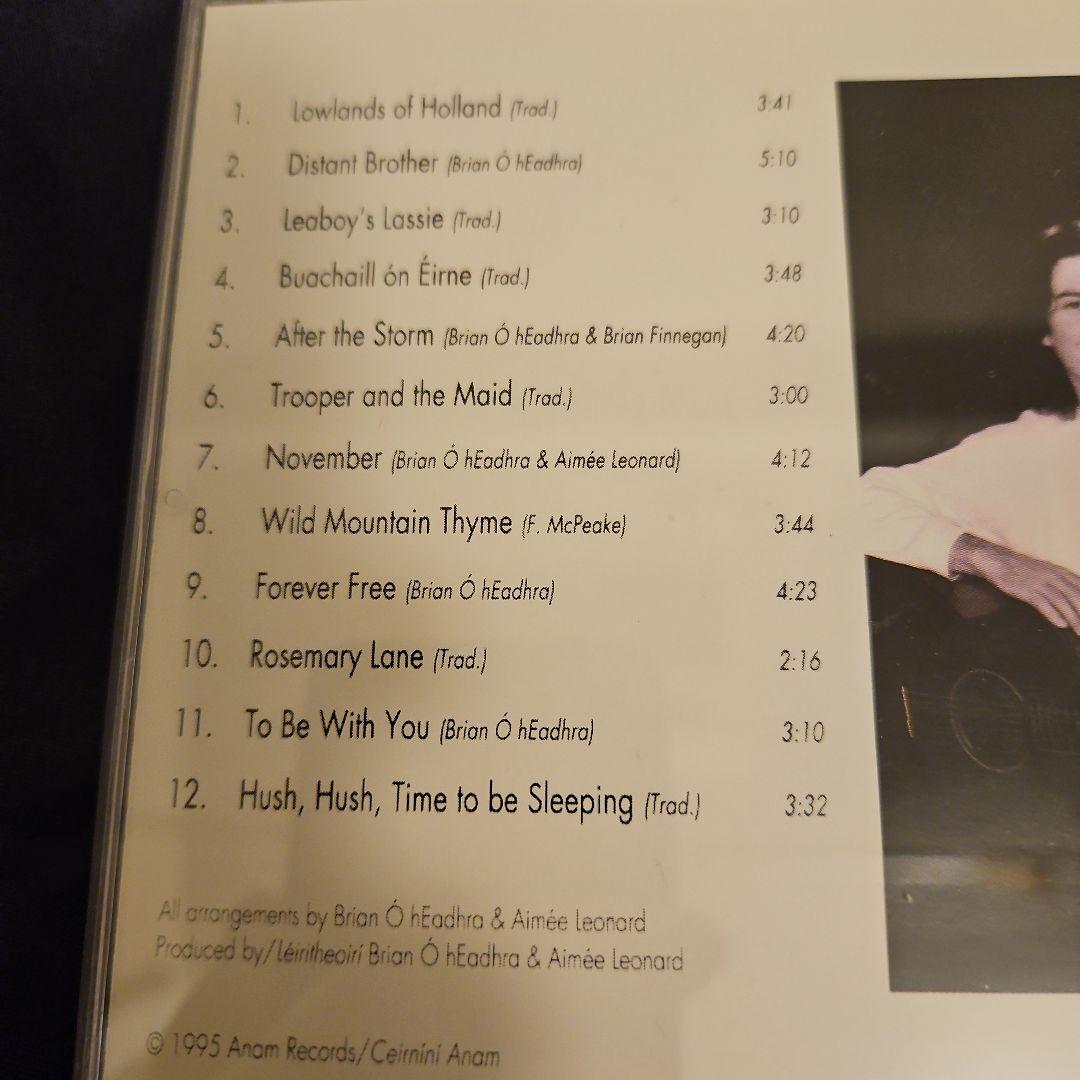 1. Lowlands of Holland (Trad.) 3:41
2. Distant Brother (Brian Ó hEadhra) 5:10
3. Leaboy's Lassie (Trad.) 3:10
4. Buachaill ón Éirne (Trad.) 3:48
5. After the Storm (Brian Ó hEadhra & Brian Finnegan) 4:20
6. Trooper and the Maid (Trad.) 3:00
7. November (Brian Ó hEadhra & Aimée Leonard) 4:12
8. Wild Mountain Thyme (F. McPeake) 3:44
9. Forever Free (Brian Ó hEadhra) 4:23
10. Rosemary Lane (Trad.) 2:16
11. To Be With You (Brian Ó hEadhra) 3:10
12. Hush, Hush, Time to be Sleeping (Trad.) 3:32
All arrangements by Brian Ó hEadhra & Aimée Leonard
Produced by/Léiritheoirí Brian Ó hEadhra & Aimée Leonard
© 1995 Anam Records/Ceirníní Anam